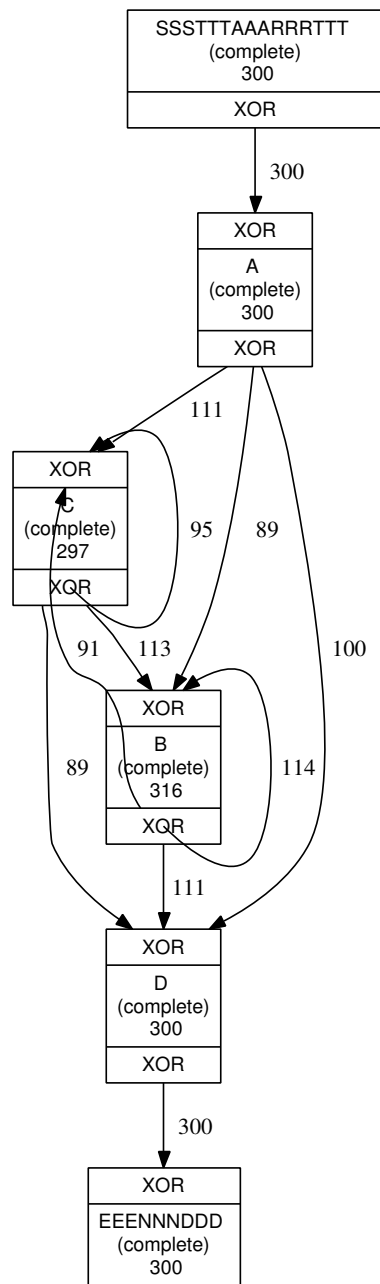 SSSTTTAAARRRTTT
(complete)
300
XOR
300
XOR
A
(complete)
300
XOR
111
XOR
C
(complete)
297
XOR
95
89
100
91
113
XOR
B
(complete)
316
XOR
89
114
111
XOR
D
(complete)
300
XOR
300
XOR
EEENNNDDD
(complete)
300